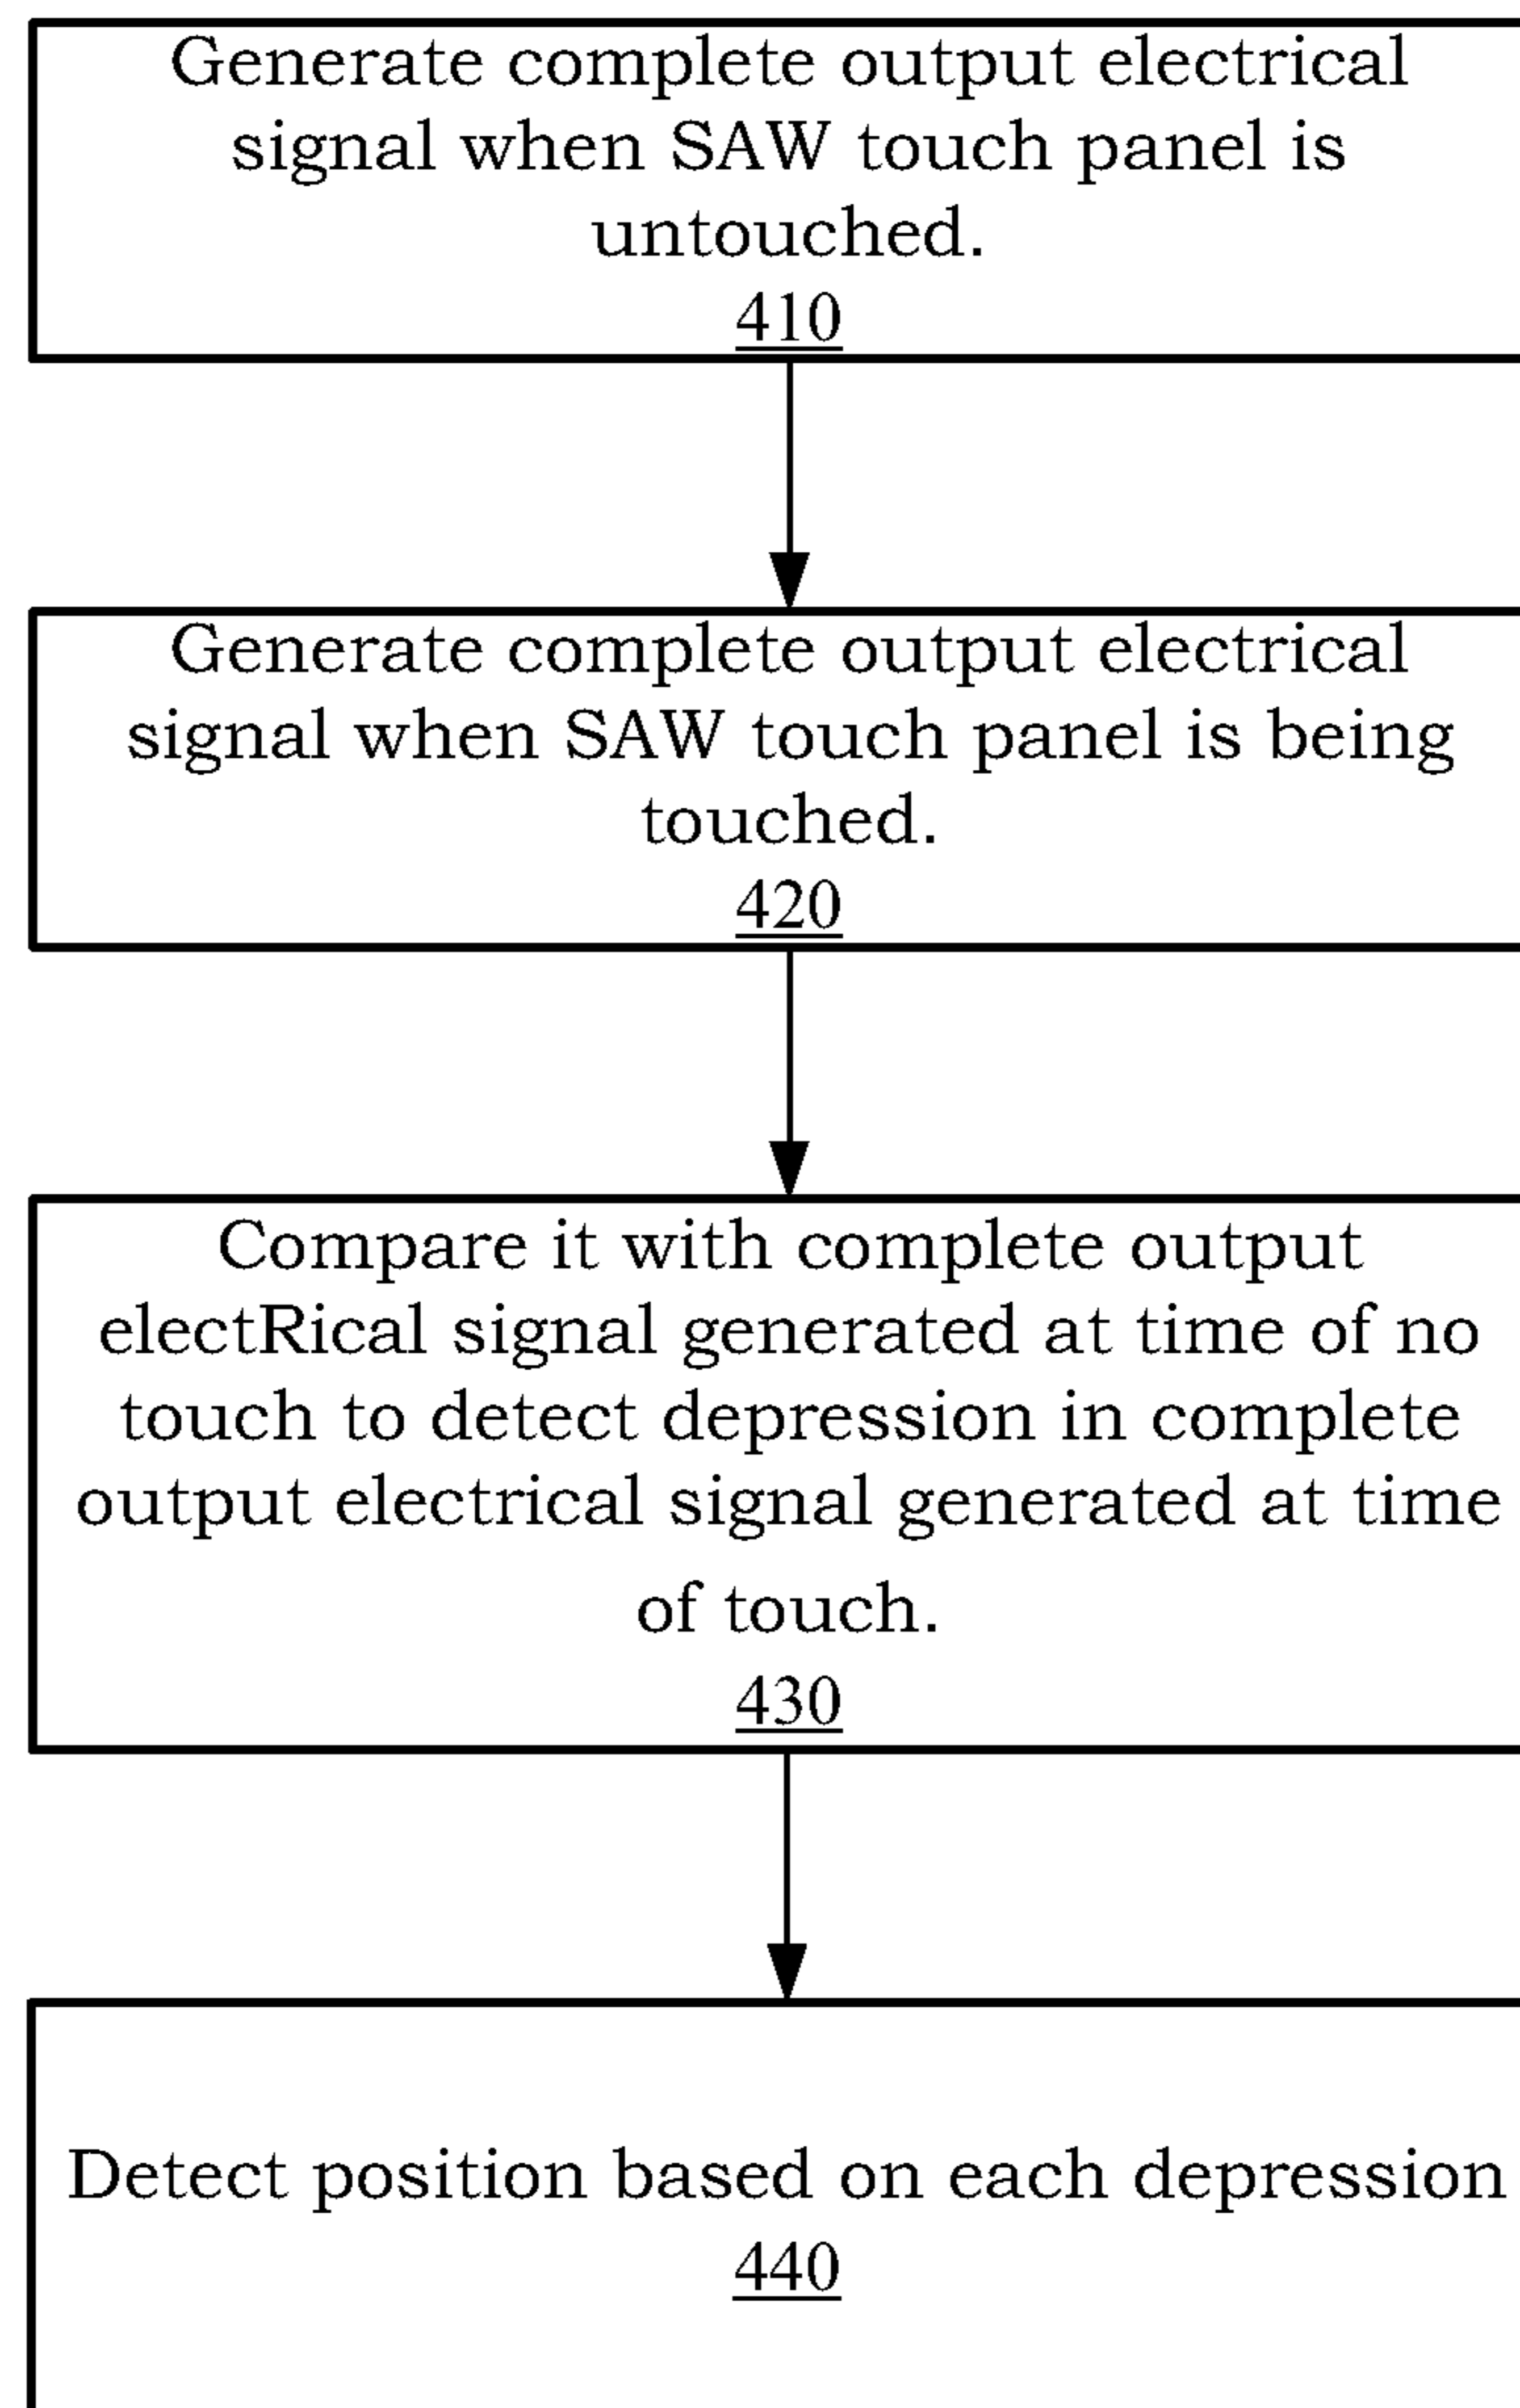 Generate complete output electrical
signal when SAW touch panel is
untouched.
410
Generate complete output electrical
signal when SAW touch panel is being
touched.
420
Compare it with complete output
electRical signal generated at time of no
touch to detect depression in complete
output electrical signal generated at time
of touch.
430
Detect position based on each depression
440